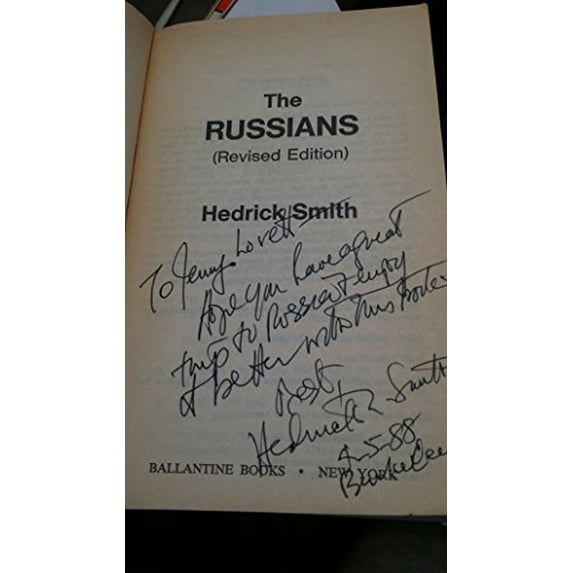 The
RUSSIANS
(Revised Edition)
Hedrick Smith
To Jenny Lovett
Hope you have a great
trip to Russia & enjoy
it better with this book
Best,
Hedrick Smith
4-5-88
BALLANTINE BOOKS • NEW YORK